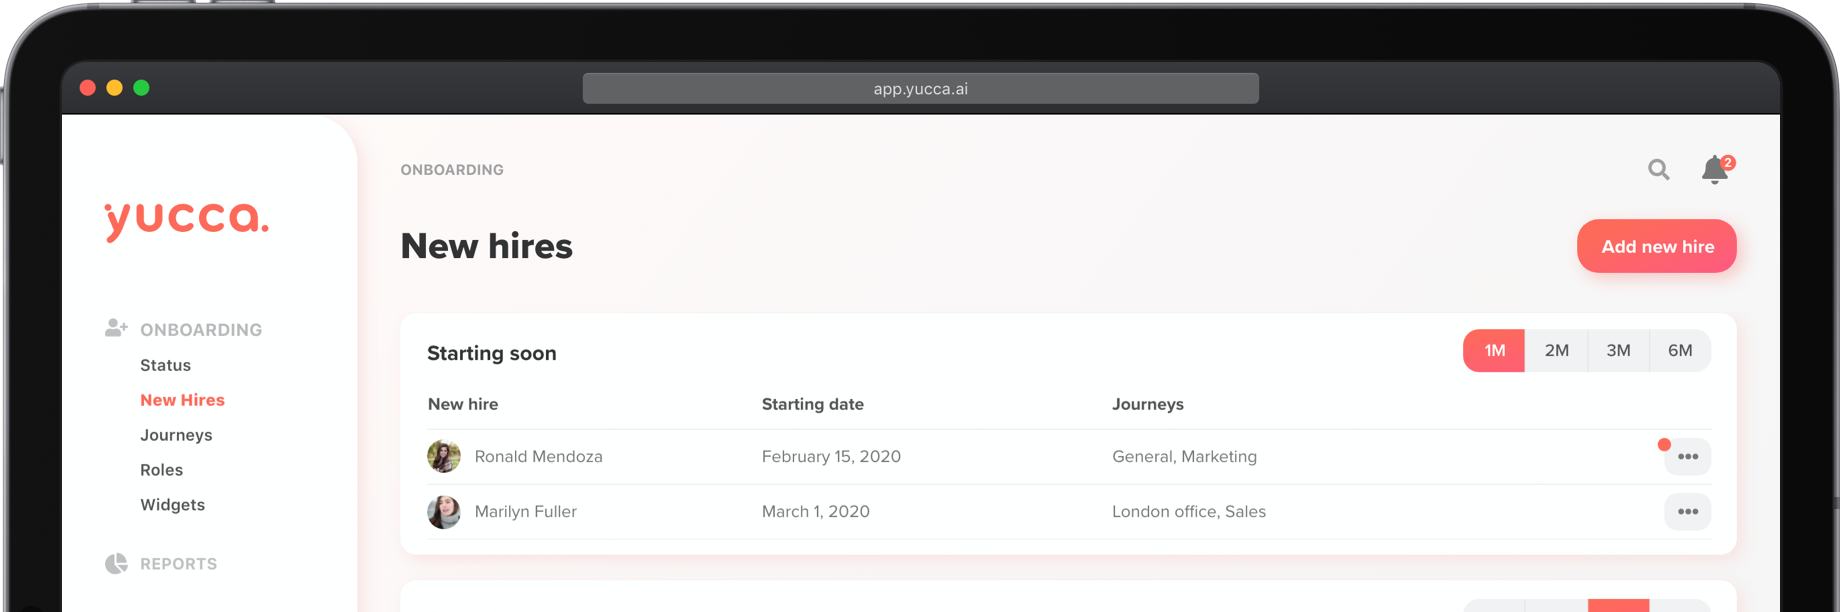 app.yucca.ai
yucca.
ONBOARDING
Status
New Hires
Journeys
Roles
Widgets
REPORTS
ONBOARDING
2
New hires
Add new hire
Starting soon
1M 2M 3M 6M
New hire Starting date Journeys
Ronald Mendoza February 15, 2020 General, Marketing
Marilyn Fuller March 1, 2020 London office, Sales